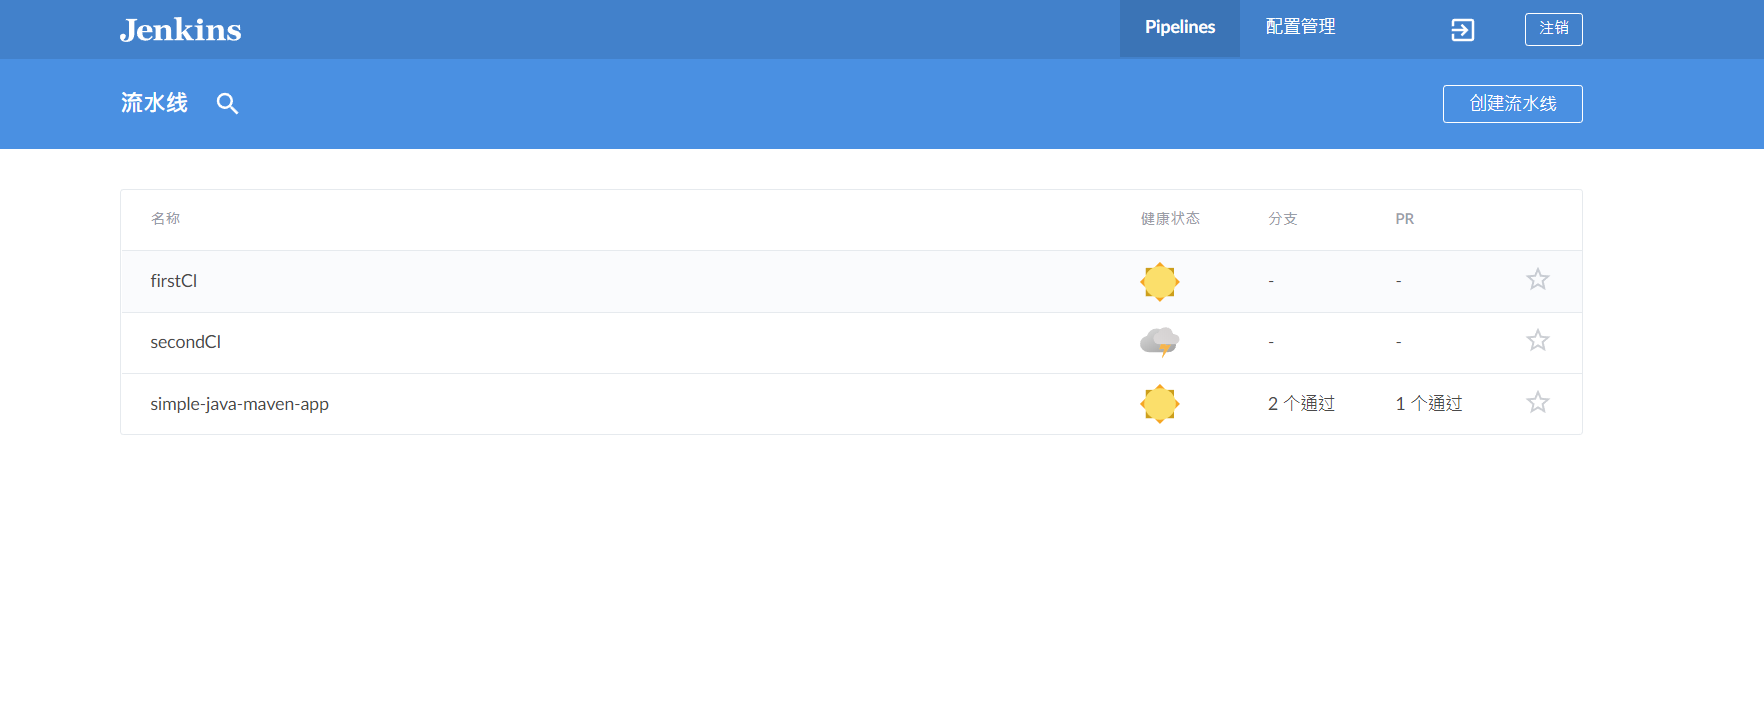 Jenkins Pipelines 配置管理 注销
流水线 创建流水线
名称 健康状态 分支 PR
firstCI - -
secondCI - -
simple-java-maven-app 2 个通过 1 个通过